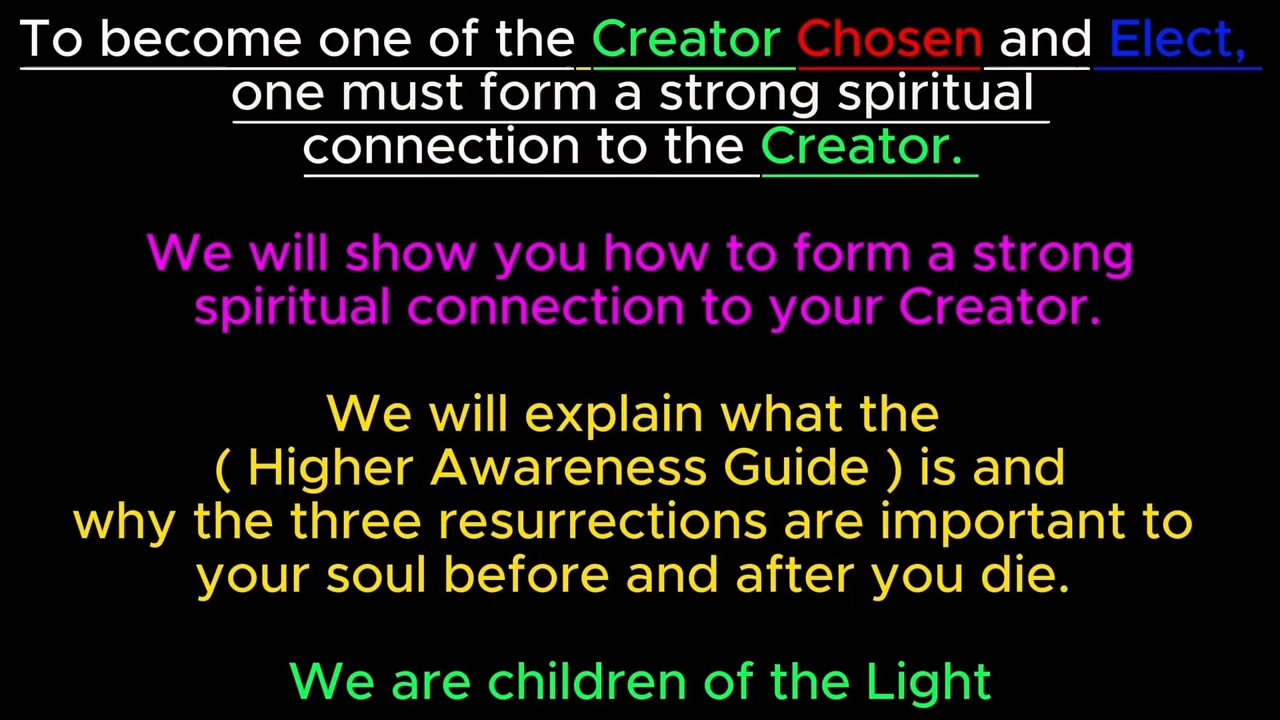 To become one of the Creator Chosen and Elect,
one must form a strong spiritual
connection to the Creator.
We will show you how to form a strong
spiritual connection to your Creator.
We will explain what the
( Higher Awareness Guide ) is and
why the three resurrections are important to
your soul before and after you die.
We are children of the Light